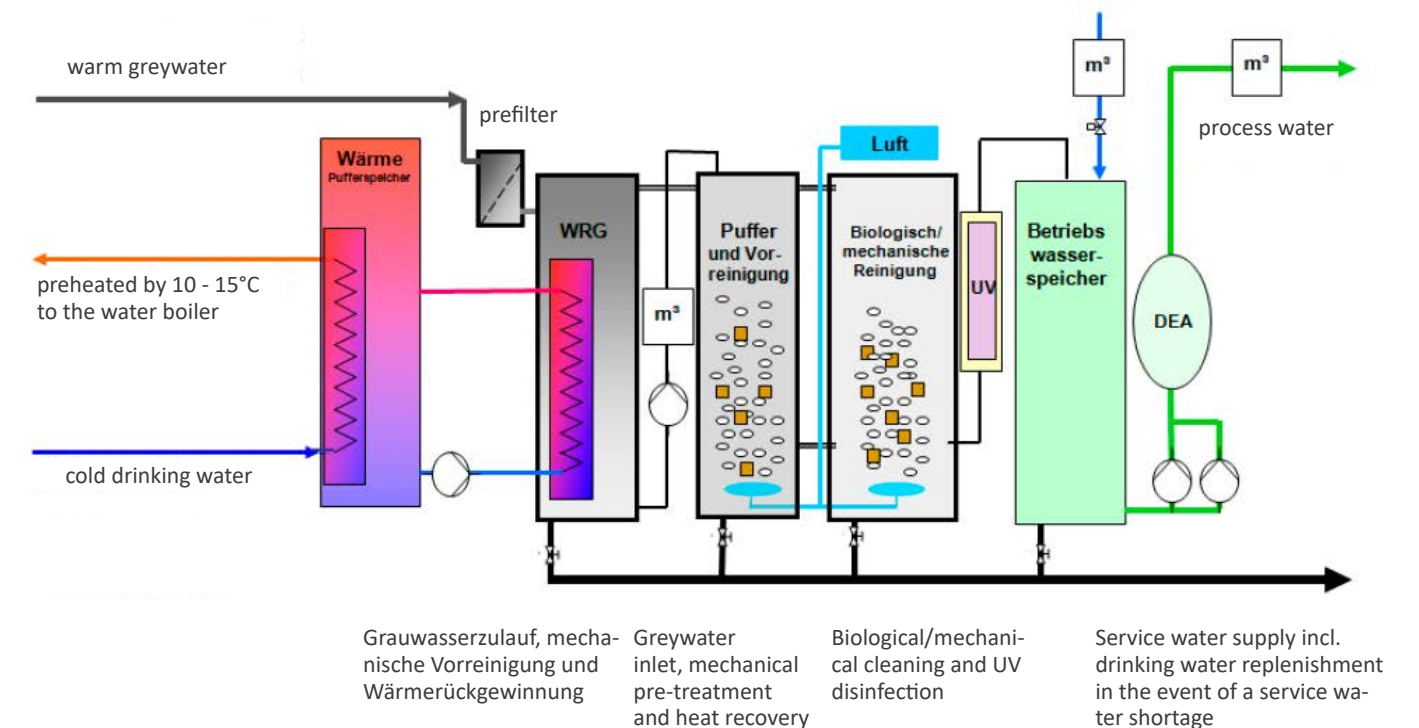 warm greywater
prefilter
Wärme
Pufferspeicher
preheated by 10 - 15°C
to the water boiler
cold drinking water
WRG
m³
Puffer
und Vor-
reinigung
Luft
Biologisch/
mechanische
Reinigung
UV
m³
Betriebs
wasser-
speicher
DEA
m³
process water
Grauwasserzulauf, mecha-
nische Vorreinigung und
Wärmerückgewinnung
Greywater
inlet, mechanical
pre-treatment
and heat recovery
Biological/mechani-
cal cleaning and UV
disinfection
Service water supply incl.
drinking water replenishment
in the event of a service wa-
ter shortage